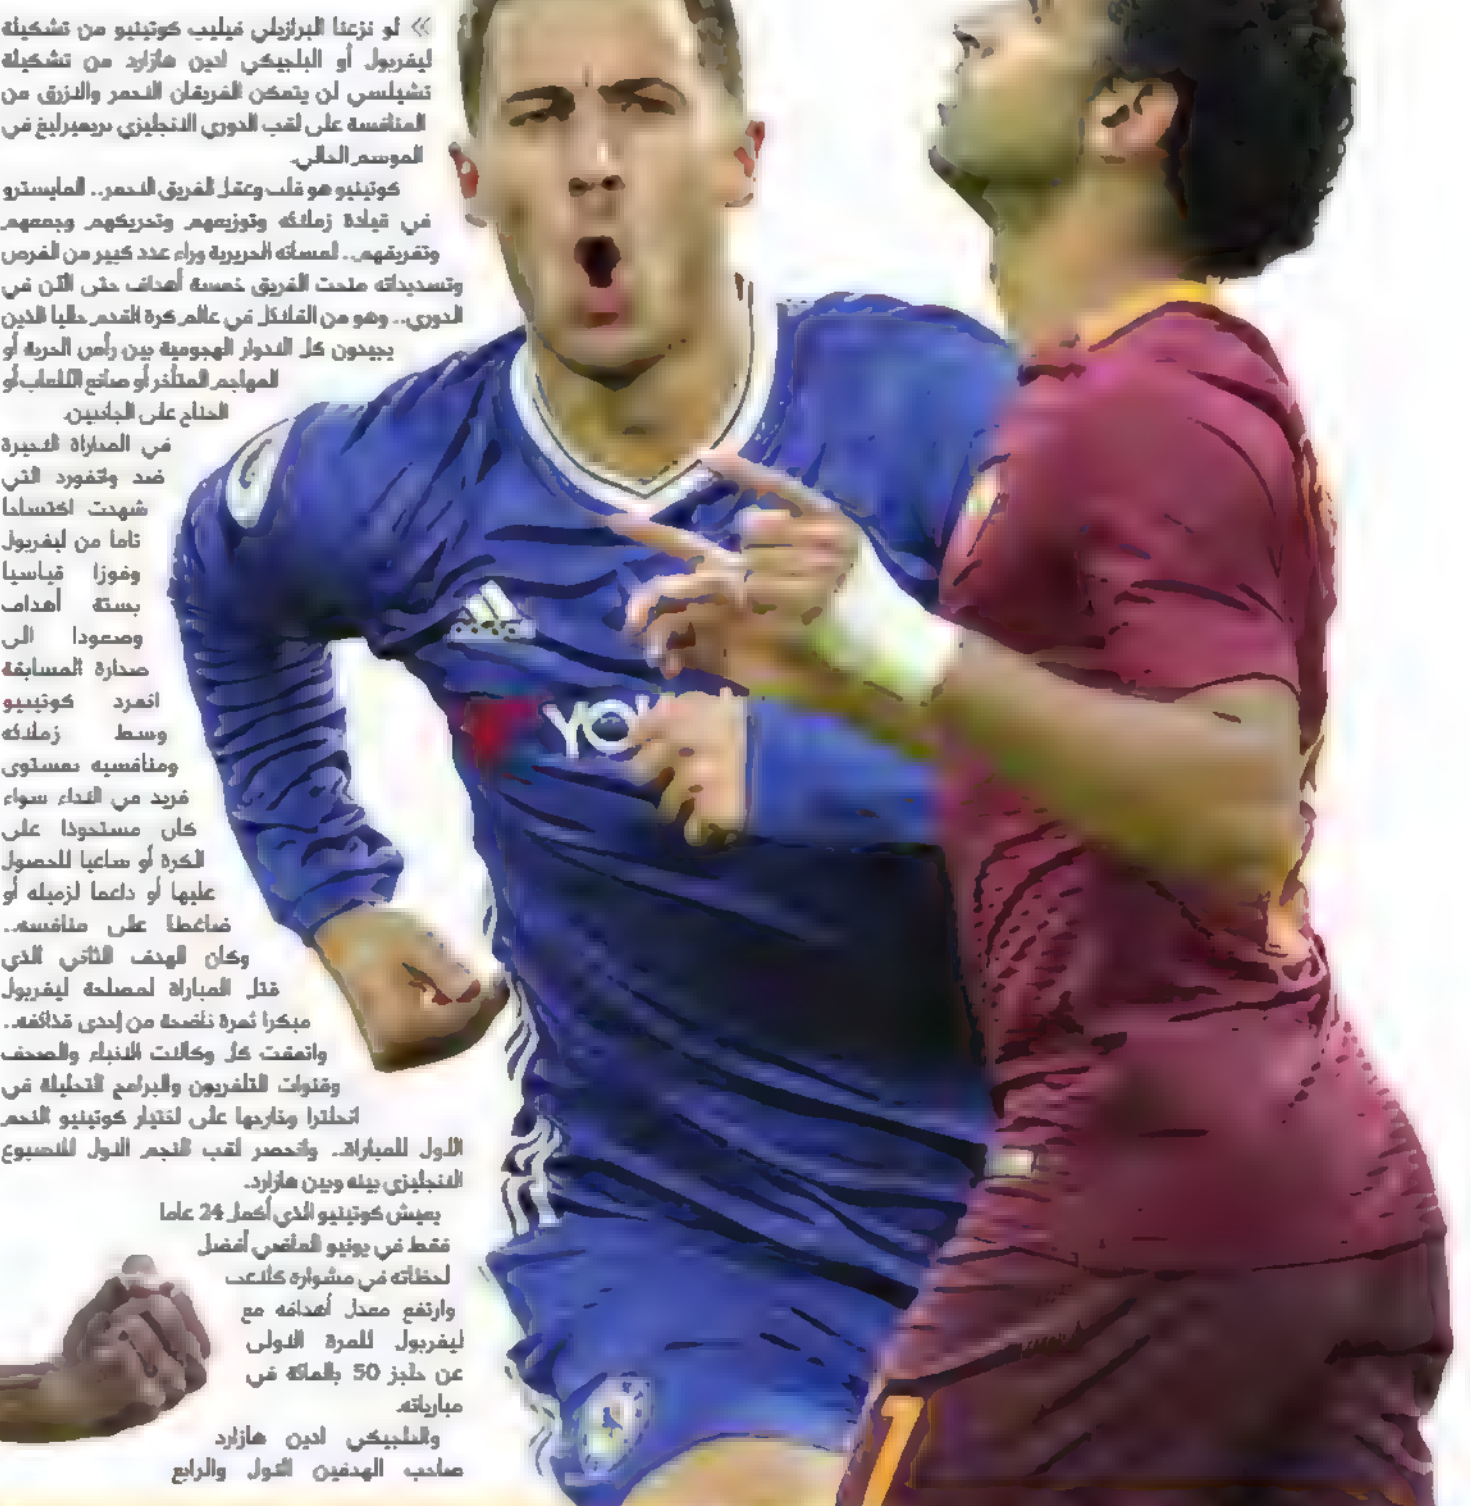 » لو نزعنا البرازيلي فيليب كوتينيو من تشكيلة
ليفربول أو البلجيكي ادين هازارد من تشكيلة
تشيلسي لن يتمكن الفريقان الاحمر والازرق من
المنافسة على لقب الدوري الانجليزي بريميرليغ في
الموسم الحالي.
كوتينيو هو قلب وعقل الفريق الاحمر.. المايسترو
في قيادة زملائه وتوزيعهم وتحريكهم وجمعهم
وتفريقهم.. لمساته الحريرية وراء عدد كبير من الفرص
وتسديداته منحت الفريق خمسة أهداف حتى الآن في
الدوري.. وهو من القلائل في عالم كرة القدم حاليا الذين
يجيدون كل الادوار الهجومية بين رأس الحربة أو
المهاجم المتأخر أو صانع الالعاب أو
الجناح على الجانبين.
في المباراة الاخيرة
ضد واتفورد التي
شهدت اكتساحا
تاما من ليفربول
وفوزا قياسيا
بستة أهداف
وصعودا الى
صدارة المسابقة
انفرد كوتينيو
وسط زملائه
ومنافسيه بمستوى
فريد من الاداء سواء
كان مستحوذا على
الكرة أو ساعيا للحصول
عليها أو داعما لزميله أو
ضاغطا على منافسه..
وكان الهدف الثاني الذي
قتل المباراة لمصلحة ليفربول
مبكرا ثمرة ناضجة من إحدى قذائفه..
واتفقت كل وكالات الانباء والصحف
وقنوات التلفزيون والبرامج التحليلة في
انجلترا وخارجها على اختيار كوتينيو النجم
الأول للمباراة.. وانحصر لقب النجم الاول للاسبوع
الانجليزي بينه وبين هازارد.
يعيش كوتينيو الذي أكمل 24 عاما
فقط في يونيو الماضي أفضل
لحظاته في مشواره كلاعب
وارتفع معدل أهدافه مع
ليفربول للمرة الاولى
عن حاجز 50 بالمائة في
مبارياته.
والبلجيكي ادين هازارد
صاحب الهدفين الاول والرابع